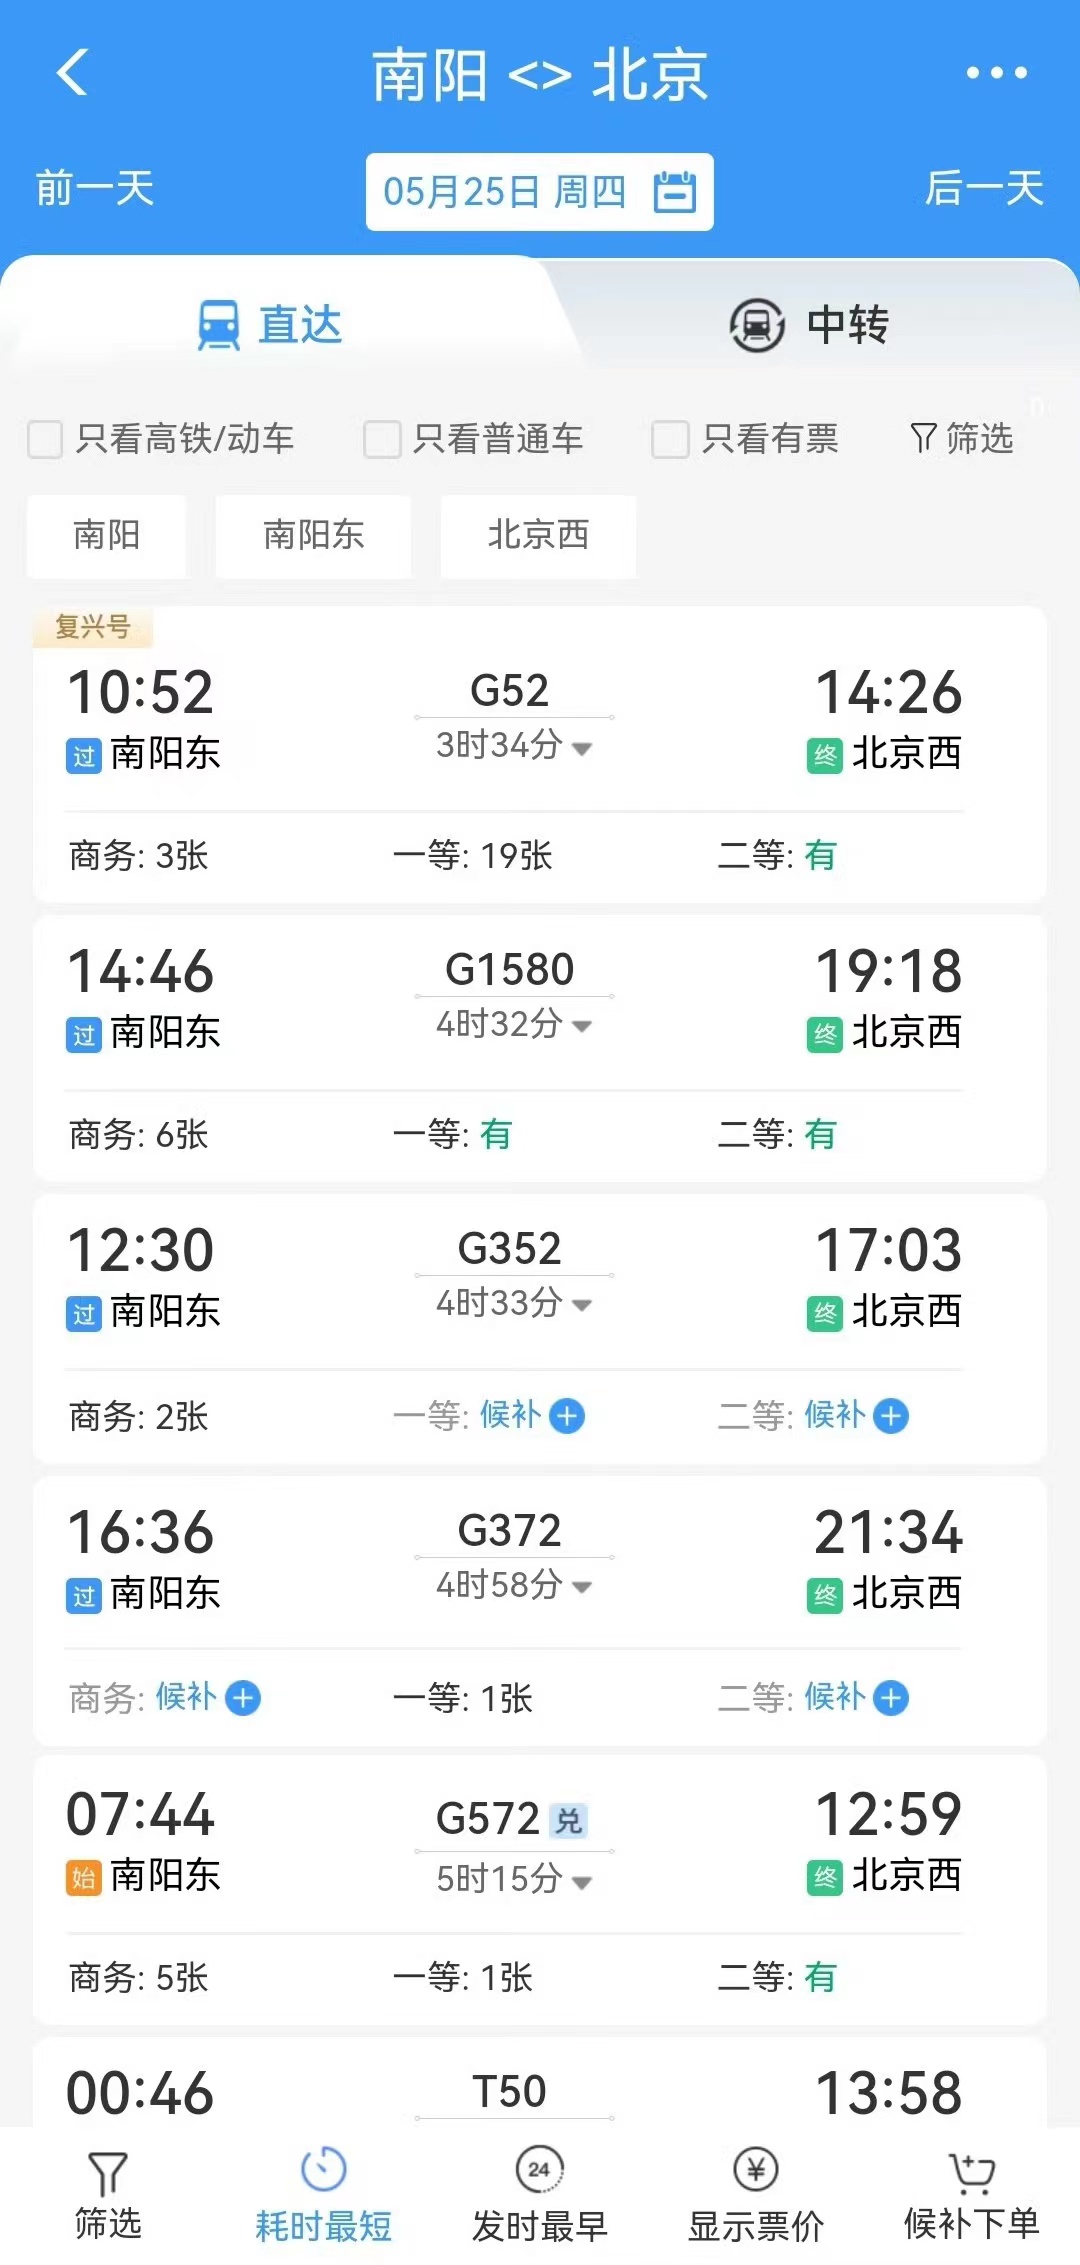 南阳 <> 北京
前一天 05月25日 周四 后一天
直达 中转
只看高铁/动车 只看普通车 只看有票 筛选
南阳 南阳东 北京西
复兴号
10:52 G52 14:26
过 南阳东 3时34分 终 北京西
商务: 3张 一等: 19张 二等: 有
14:46 G1580 19:18
过 南阳东 4时32分 终 北京西
商务: 6张 一等: 有 二等: 有
12:30 G352 17:03
过 南阳东 4时33分 终 北京西
商务: 2张 一等: 候补 二等: 候补
16:36 G372 21:34
过 南阳东 4时58分 终 北京西
商务: 候补 一等: 1张 二等: 候补
07:44 G572 兑 12:59
始 南阳东 5时15分 终 北京西
商务: 5张 一等: 1张 二等: 有
00:46 T50 13:58
24 ¥
筛选 耗时最短 发时最早 显示票价 候补下单